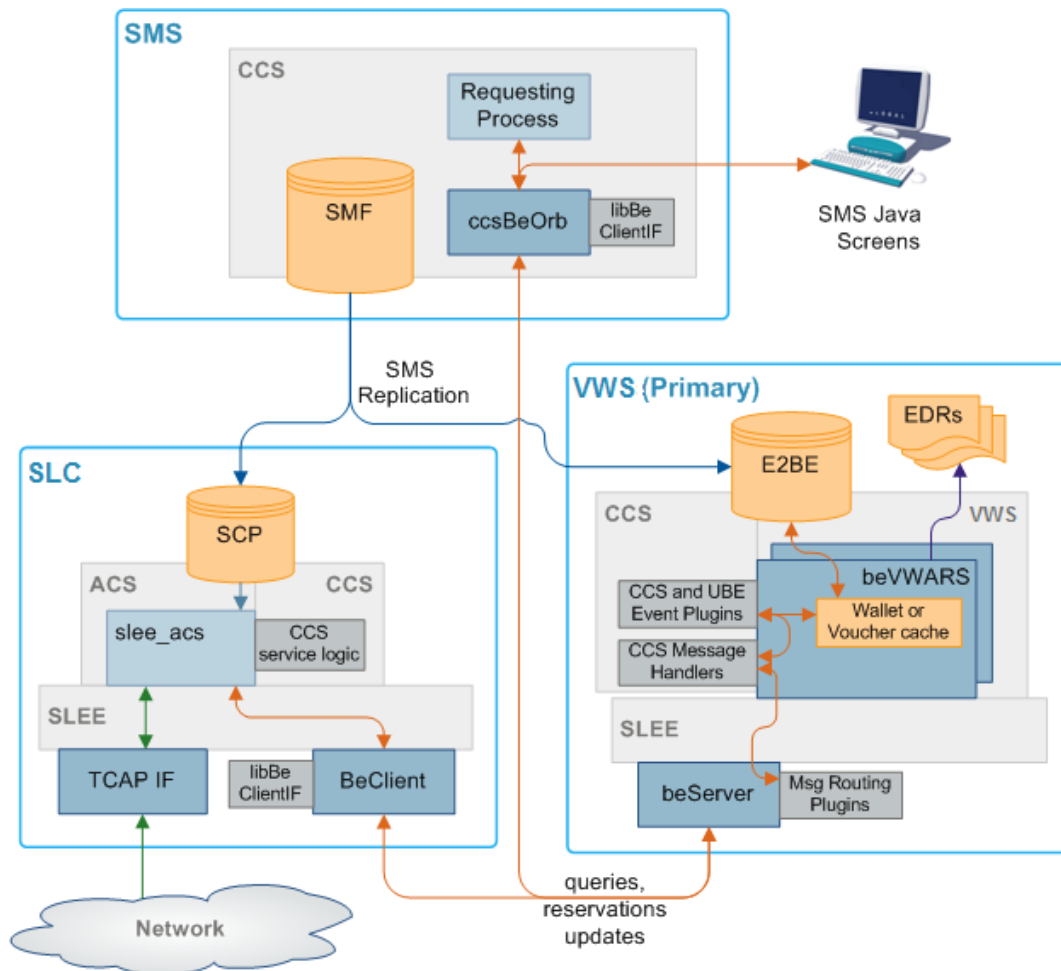 SMS
CCS
Requesting
Process
SMF
ccsBeOrb
libBe
ClientIF
SMS Java
Screens
SMS
Replication
VWS (Primary)
EDRs
E2BE
CCS
VWS
beVWARS
CCS and UBE
Event Plugins
Wallet or
Voucher cache
CCS Message
Handlers
SLEE
beServer
Msg Routing
Plugins
SLC
SCP
ACS
CCS
slee_acs
CCS
service logic
SLEE
TCAP IF
libBe
ClientIF
BeClient
queries,
reservations
updates
Network